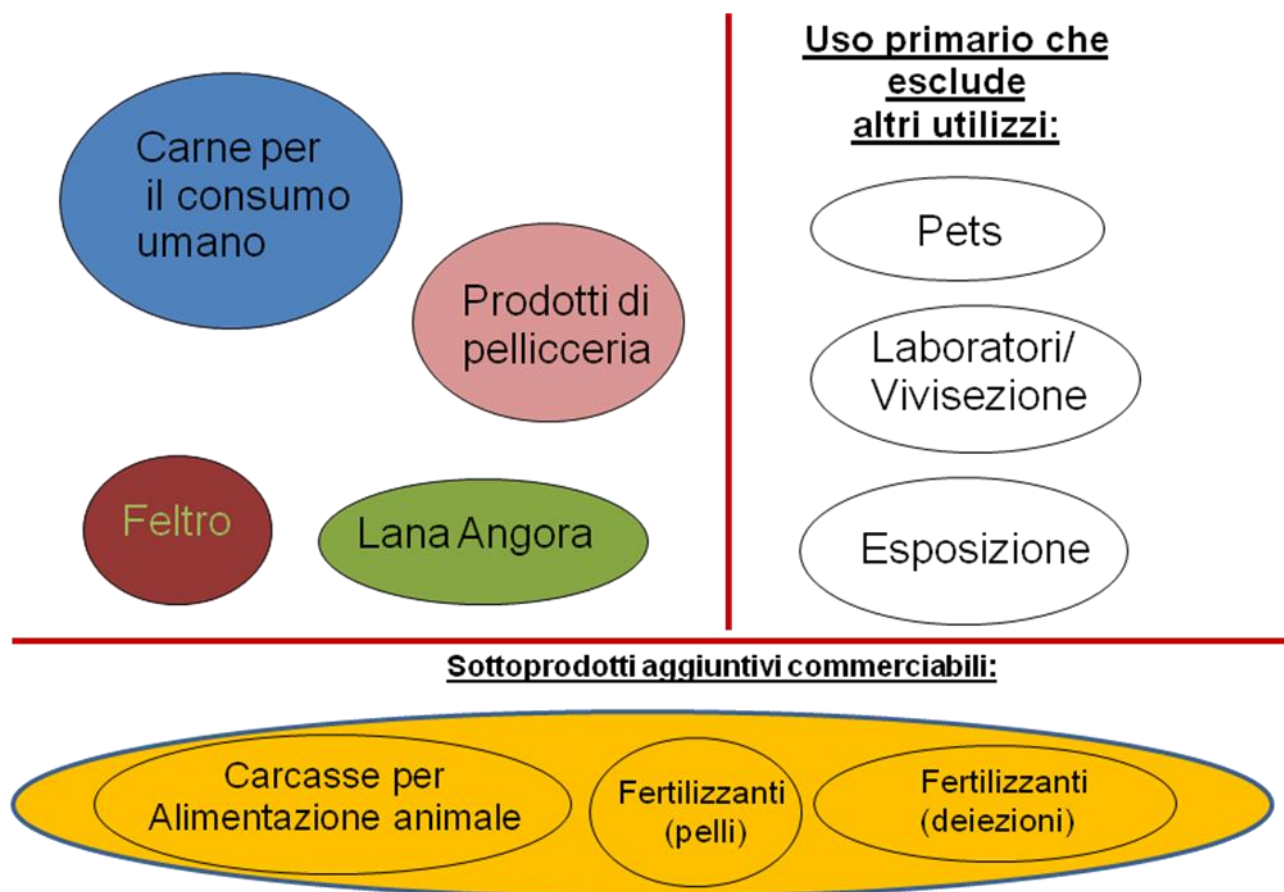 Carne per
il consumo
umano
Prodotti di
pellicceria
Feltro
Lana Angora
Uso primario che
esclude
altri utilizzi:
Pets
Laboratori/
Vivisezione
Esposizione
Sottoprodotti aggiuntivi commerciabili:
Carcasse per
Alimentazione animale
Fertilizzanti
(pelli)
Fertilizzanti
(deiezioni)